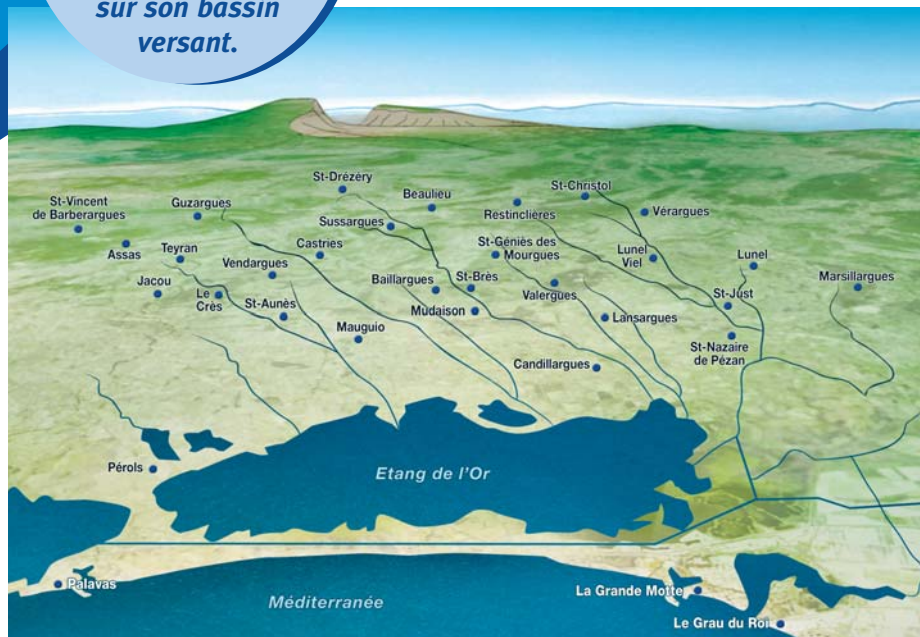 sur son bassin
versant.
St-Vincent
de Barberargues
Assas
Guzargues
Teyran
Jacou
Le
Crès
Vendargues
St-Aunès
St-Drézéry
Sussargues
Castries
Beaulieu
Baillargues
St-Brès
Mudaison
Mauguio
Restinclières
St-Christol
Vérargues
St-Géniès des
Mourgues
Lunel
Viel
Lunel
Marsillargues
Valergues
St-Just
Lansargues
St-Nazaire
de Pézan
Candillargues
Pérols
Etang de l'Or
Palavas
Méditerranée
La Grande Motte
Le Grau du Roi